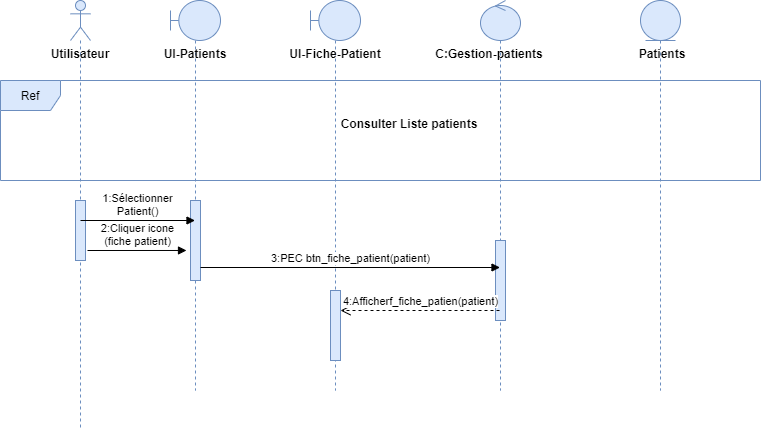 Utilisateur
UI-Patients
UI-Fiche-Patient
C:Gestion-patients
Patients
Ref
Consulter Liste patients
1:Sélectionner
Patient()
2:Cliquer icone
(fiche patient)
3:PEC btn_fiche_patient(patient)
4:Afficherf_fiche_patien(patient)